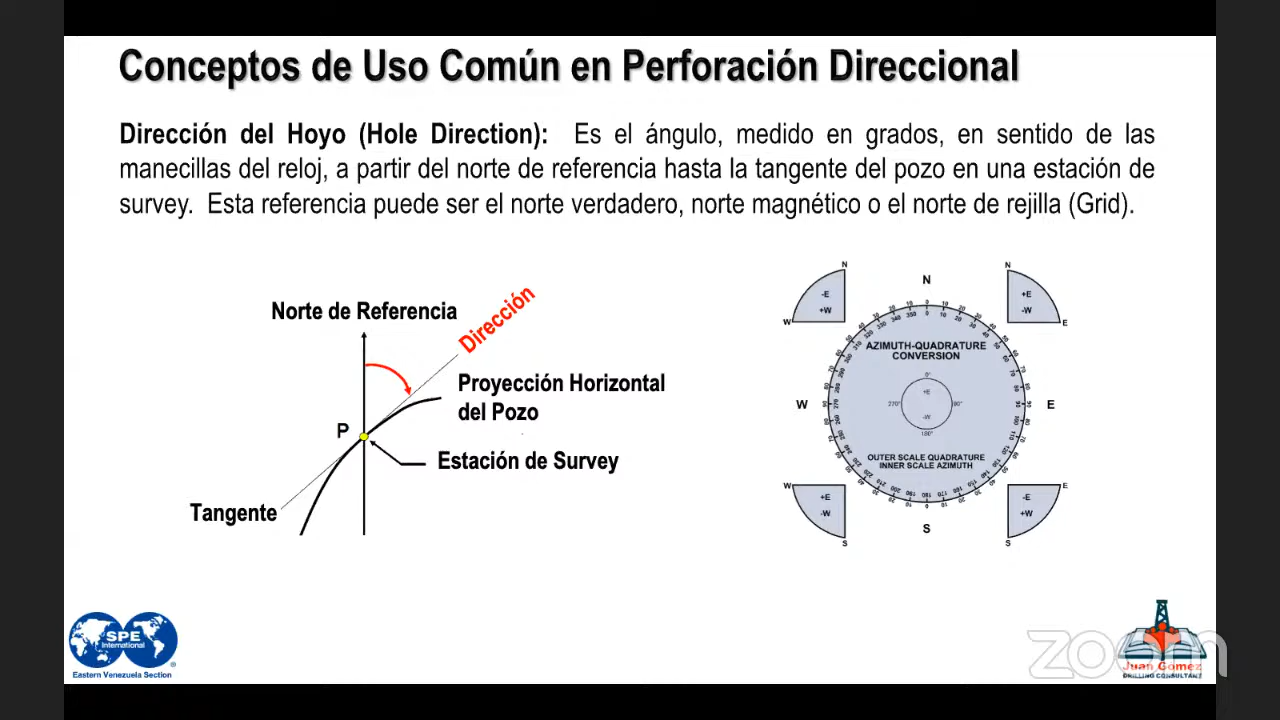 Conceptos de Uso Común en Perforación Direccional
Dirección del Hoyo (Hole Direction): Es el ángulo, medido en grados, en sentido de las
manecillas del reloj, a partir del norte de referencia hasta la tangente del pozo en una estación de
survey. Esta referencia puede ser el norte verdadero, norte magnético o el norte de rejilla (Grid).
Norte de Referencia
Dirección
Proyección Horizontal
del Pozo
P
Estación de Survey
Tangente
N
-E
+W
W
N
N
+E
-W
E
AZIMUTH-QUADRATURE
CONVERSION
0°
+E
270°
90°
-W
180°
W
E
OUTER SCALE QUADRATURE
INNER SCALE AZIMUTH
W
+E
-W
S
S
E
-E
+W
S
SPE
International
Eastern Venezuela Section
zoom
Juan Gomez
DRILLING CONSULTANT